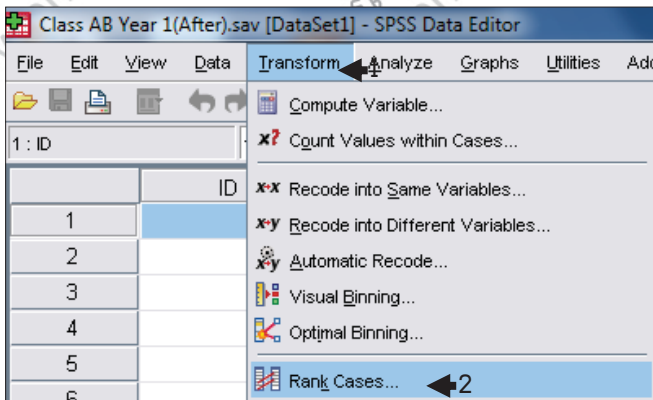 Class AB Year 1(After).sav [DataSet1] - SPSS Data Editor
File Edit View Data Transform Analyze Graphs Utilities
1
1 : ID
Compute Variable...
Count Values within Cases...
ID
Recode into Same Variables...
1
Recode into Different Variables...
2
Automatic Recode...
3
Visual Binning...
4
Optimal Binning...
5
Rank Cases... 2